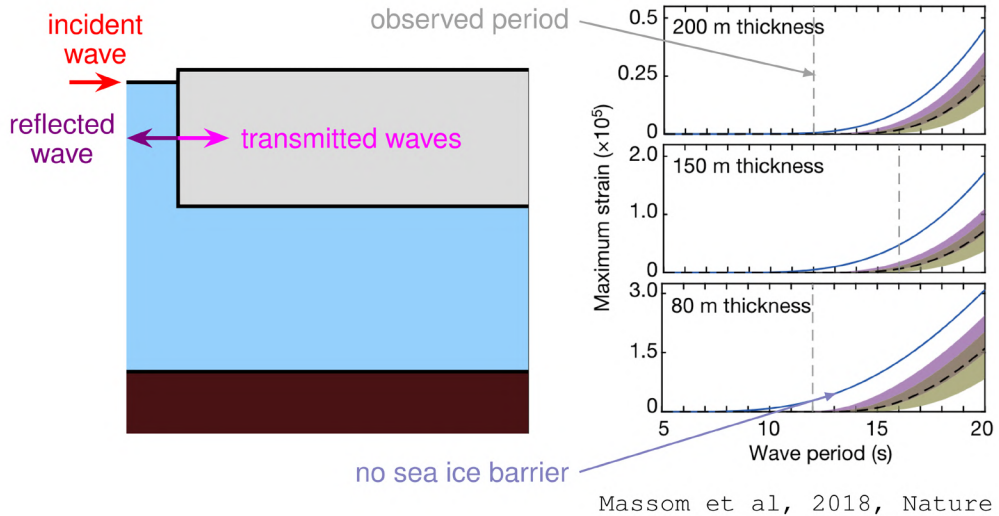 incident
wave
reflected
wave
transmitted waves
observed period
no sea ice barrier
Maximum strain (×10⁵)
0.5
0.25
0
200 m thickness
2.0
1.0
0
150 m thickness
3.0
1.5
0
80 m thickness
5 10 15 20
Wave period (s)
Massom et al, 2018, Nature